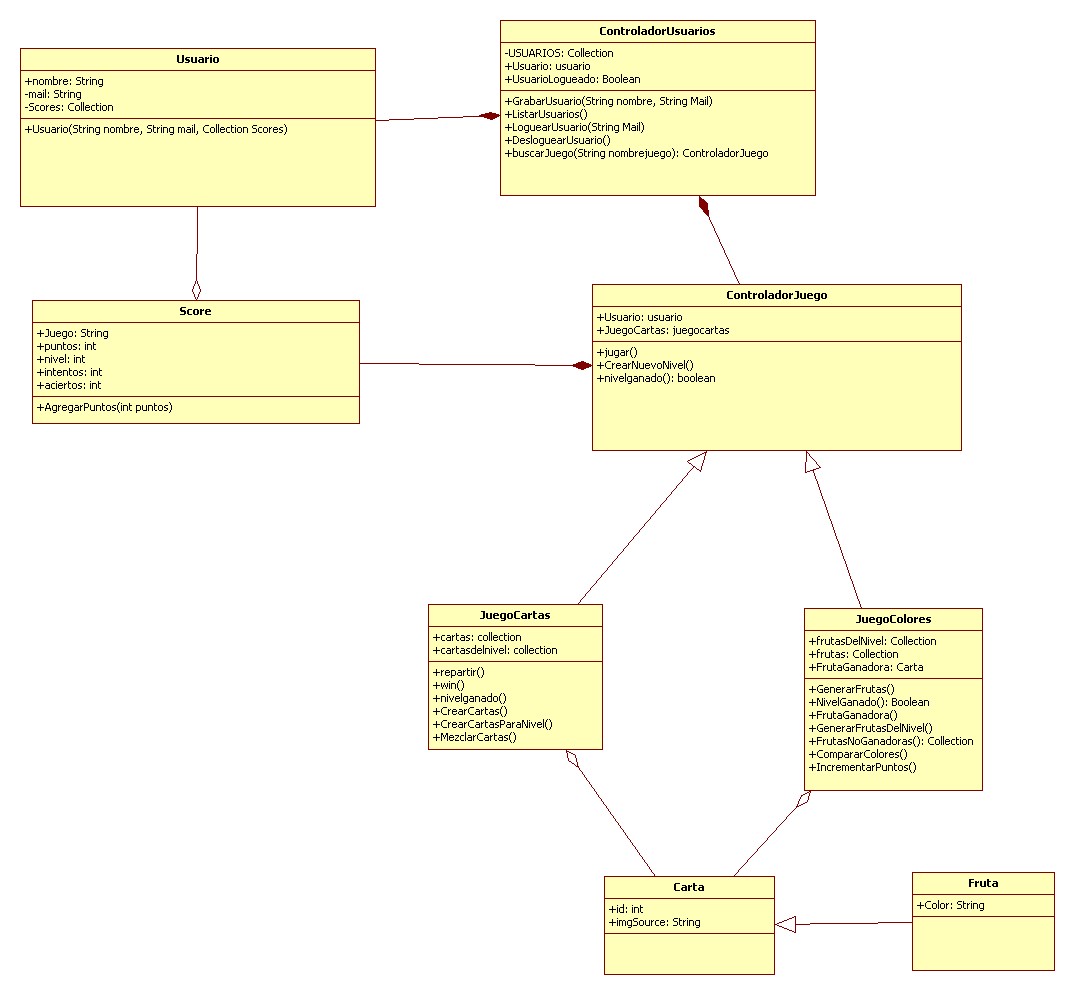 Usuario
+nombre: String
-mail: String
-Scores: Collection
+Usuario(String nombre, String mail, Collection Scores)
ControladorUsuarios
-USUARIOS: Collection
+Usuario: usuario
+UsuarioLogueado: Boolean
+GrabarUsuario(String nombre, String Mail)
+ListarUsuarios()
+LoguearUsuario(String Mail)
+DesloguearUsuario()
+buscarJuego(String nombrejuego): ControladorJuego
Score
+Juego: String
+puntos: int
+nivel: int
+intentos: int
+aciertos: int
+AgregarPuntos(int puntos)
ControladorJuego
+Usuario: usuario
+JuegoCartas: juegocartas
+jugar()
+CrearNuevoNivel()
+nivelganado(): boolean
JuegoCartas
+cartas: collection
+cartasdelnivel: collection
+repartir()
+win()
+nivelganado()
+CrearCartas()
+CrearCartasParaNivel()
+MezclarCartas()
JuegoColores
+frutasDelNivel: Collection
+frutas: Collection
+FrutaGanadora: Carta
+GenerarFrutas()
+NivelGanado(): Boolean
+FrutaGanadora()
+GenerarFrutasDelNivel()
+FrutasNoGanadoras(): Collection
+CompararColores()
+IncrementarPuntos()
Carta
+id: int
+imgSource: String
Fruta
+Color: String